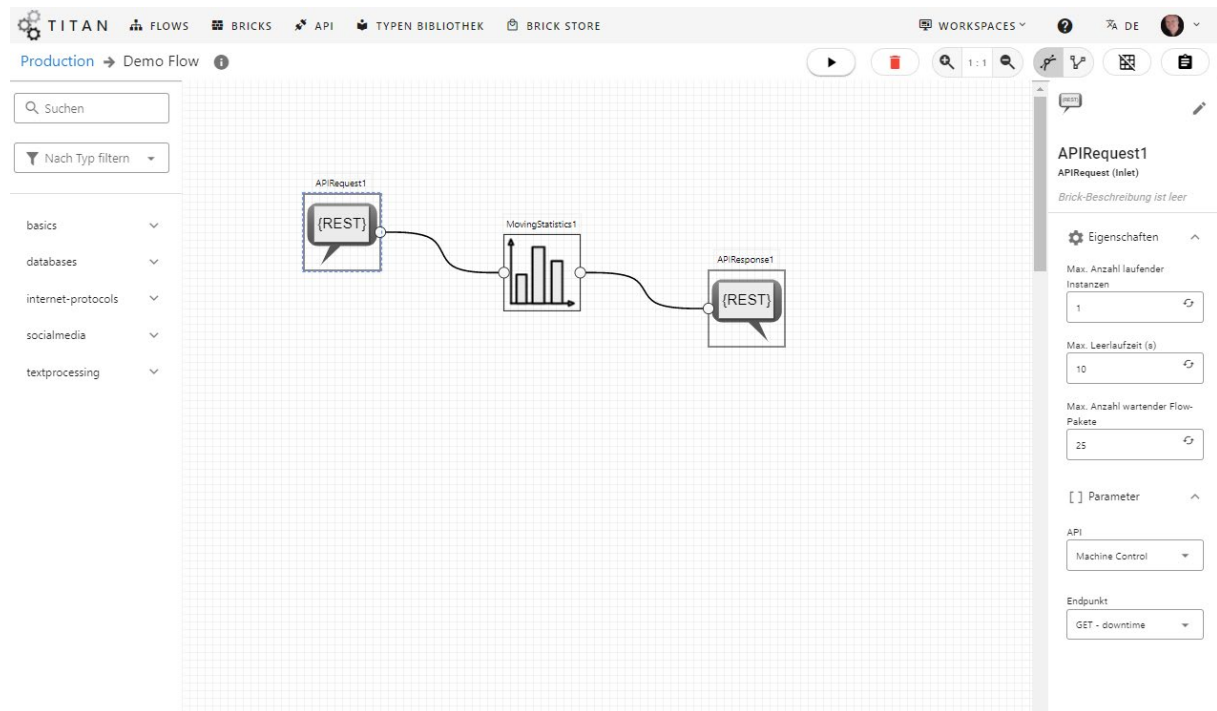 TITAN FLOWS BRICKS API TYPEN BIBLIOTHEK BRICK STORE WORKSPACES DE
Production → Demo Flow
1:1
Suchen
Nach Typ filtern
basics
databases
internet-protocols
socialmedia
textprocessing
APIRequest1
{REST}
MovingStatistics1
APIResponse1
{REST}
{REST}
APIRequest1
APIRequest (Inlet)
Brick-Beschreibung ist leer
Eigenschaften
Max. Anzahl laufender
Instanzen
1
Max. Leerlaufzeit (s)
10
Max. Anzahl wartender Flow-
Pakete
25
[ ] Parameter
API
Machine Control
Endpunkt
GET - downtime